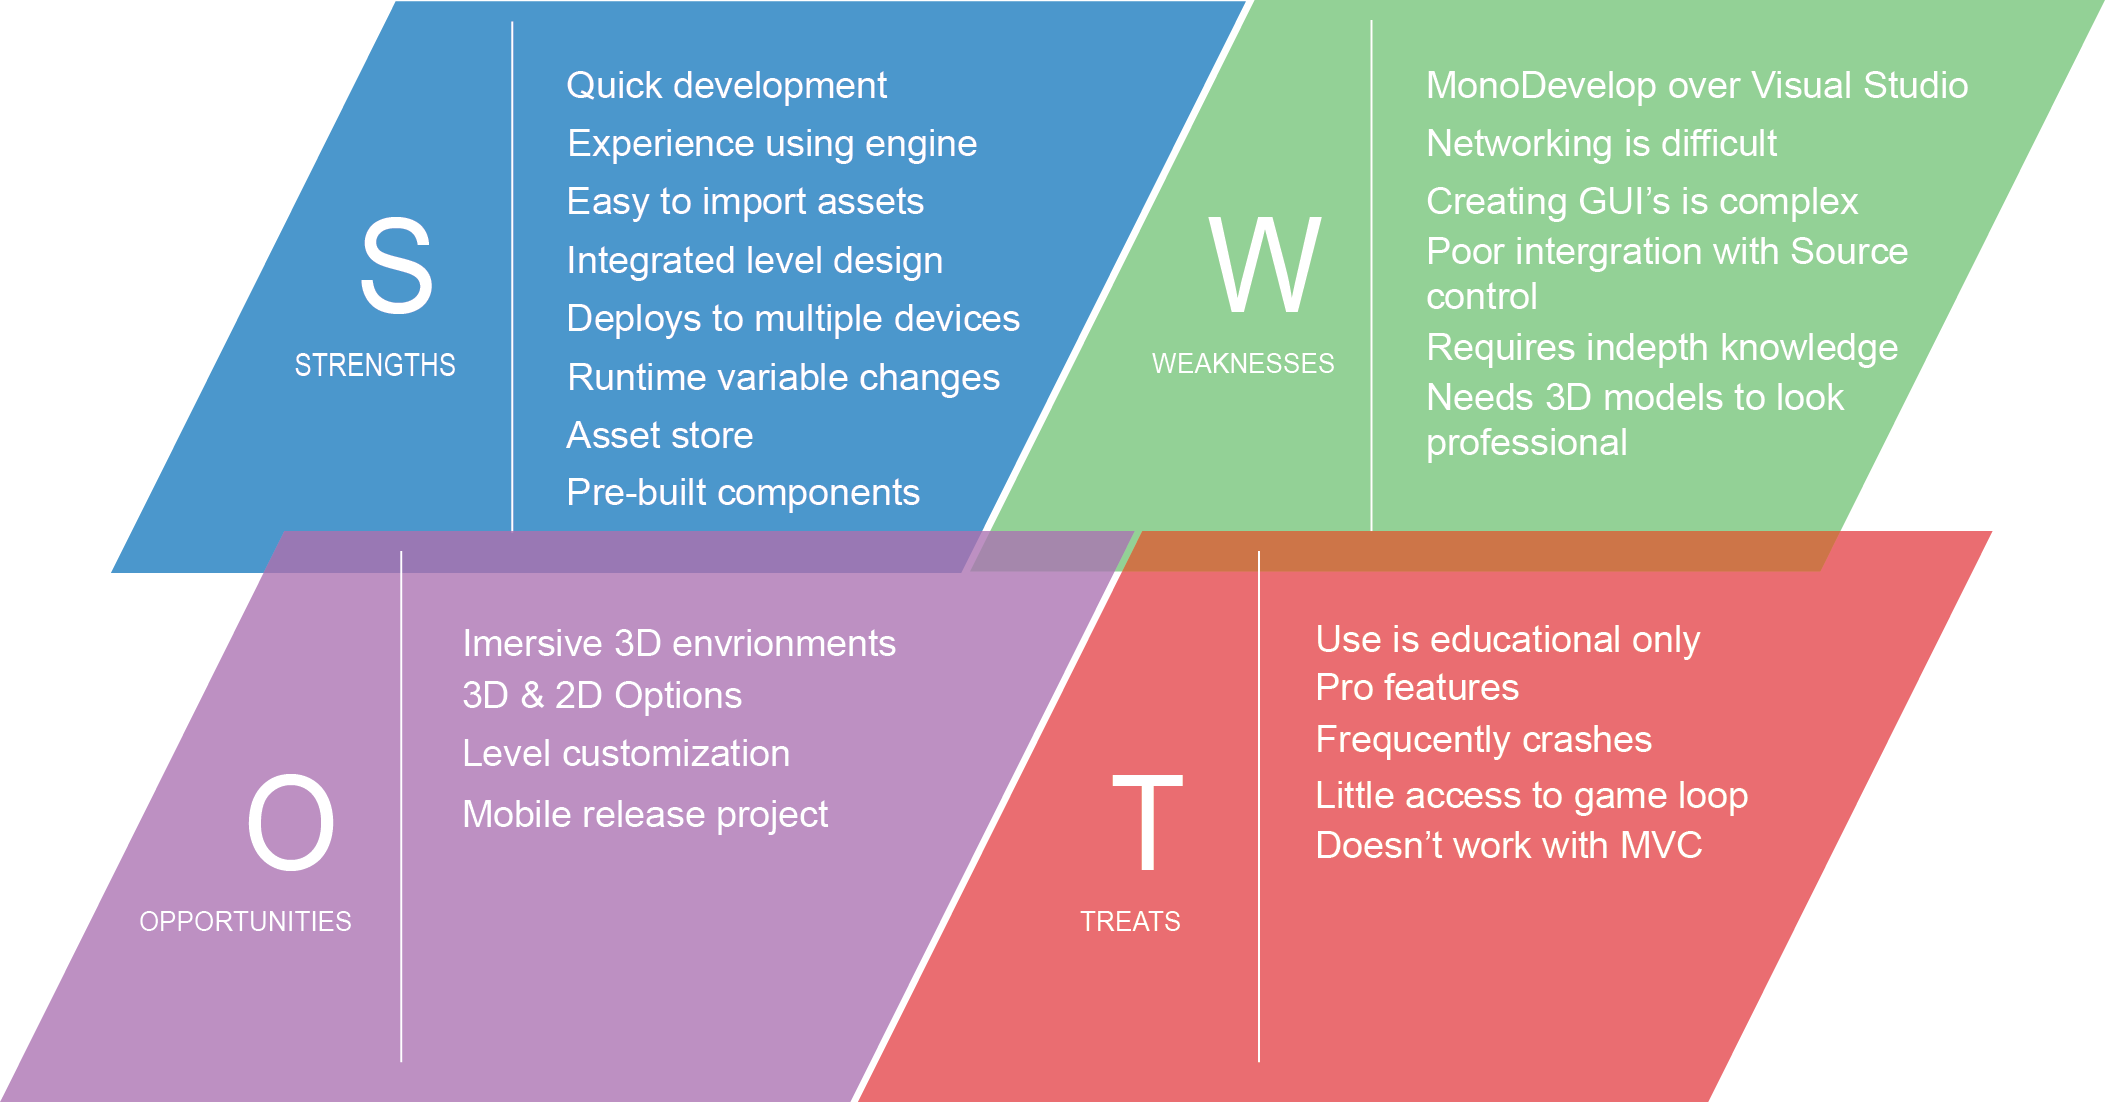 S
STRENGTHS
Quick development
Experience using engine
Easy to import assets
Integrated level design
Deploys to multiple devices
Runtime variable changes
Asset store
Pre-built components
W
WEAKNESSES
MonoDevelop over Visual Studio
Networking is difficult
Creating GUI’s is complex
Poor intergration with Source
control
Requires indepth knowledge
Needs 3D models to look
professional
O
OPPORTUNITIES
Imersive 3D envrionments
3D & 2D Options
Level customization
Mobile release project
T
TREATS
Use is educational only
Pro features
Frequcently crashes
Little access to game loop
Doesn’t work with MVC